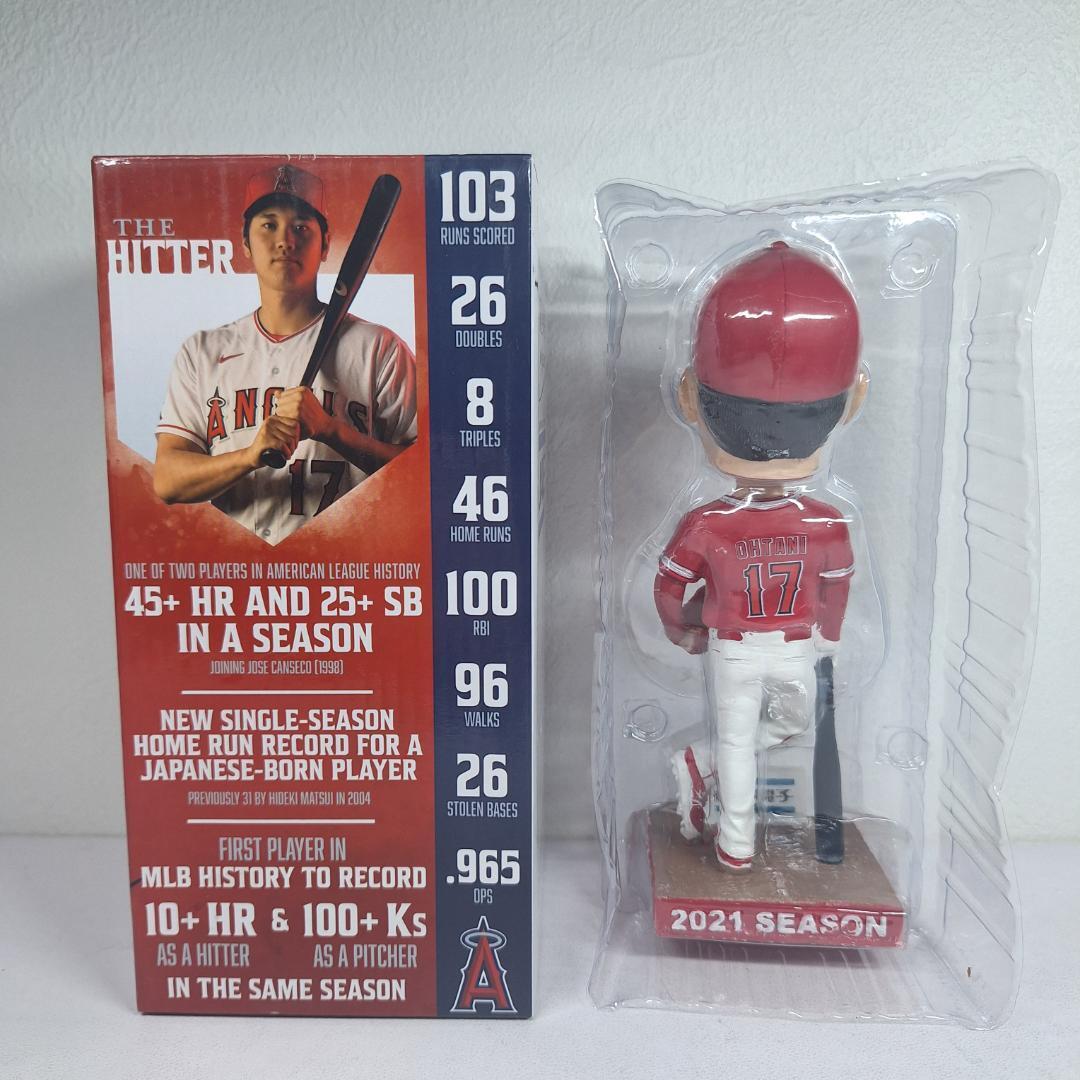 THE
HITTER
ANGELS
17
ONE OF TWO PLAYERS IN AMERICAN LEAGUE HISTORY
45+ HR AND 25+ SB
IN A SEASON
JOINING JOSE CANSECO (1998)
NEW SINGLE-SEASON
HOME RUN RECORD FOR A
JAPANESE-BORN PLAYER
PREVIOUSLY 31 BY HIDEKI MATSUI IN 2004
FIRST PLAYER IN
MLB HISTORY TO RECORD
10+ HR & 100+ Ks
AS A HITTER AS A PITCHER
IN THE SAME SEASON
103
RUNS SCORED
26
DOUBLES
8
TRIPLES
46
HOME RUNS
100
RBI
96
WALKS
26
STOLEN BASES
.965
OPS
A
OHTANI
17
2021 SEASON